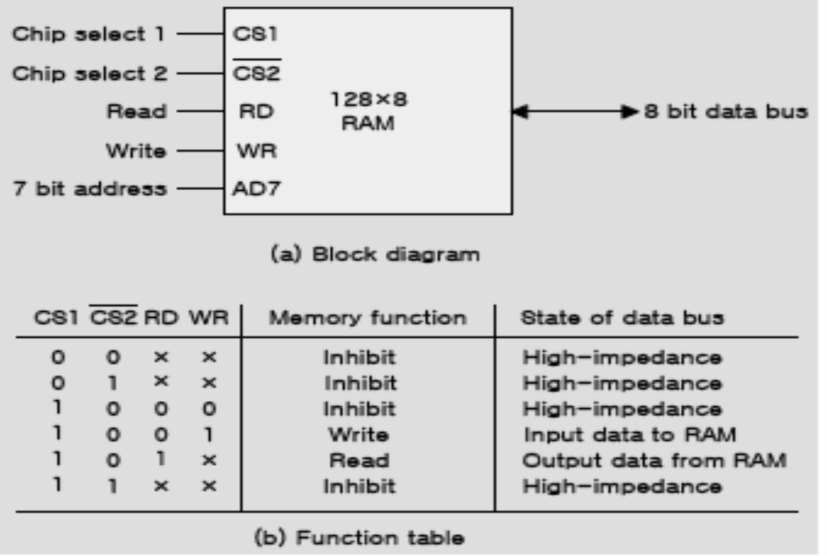 Chip select 1 CS1
Chip select 2 C̅S̅2̅
Read RD 128×8
RAM 8 bit data bus
Write WR
7 bit address AD7
(a) Block diagram
CS1 C̅S̅2̅ RD WR Memory function State of data bus
0 0 × × Inhibit High-impedance
0 1 × × Inhibit High-impedance
1 0 0 0 Inhibit High-impedance
1 0 0 1 Write Input data to RAM
1 0 1 × Read Output data from RAM
1 1 × × Inhibit High-impedance
(b) Function table